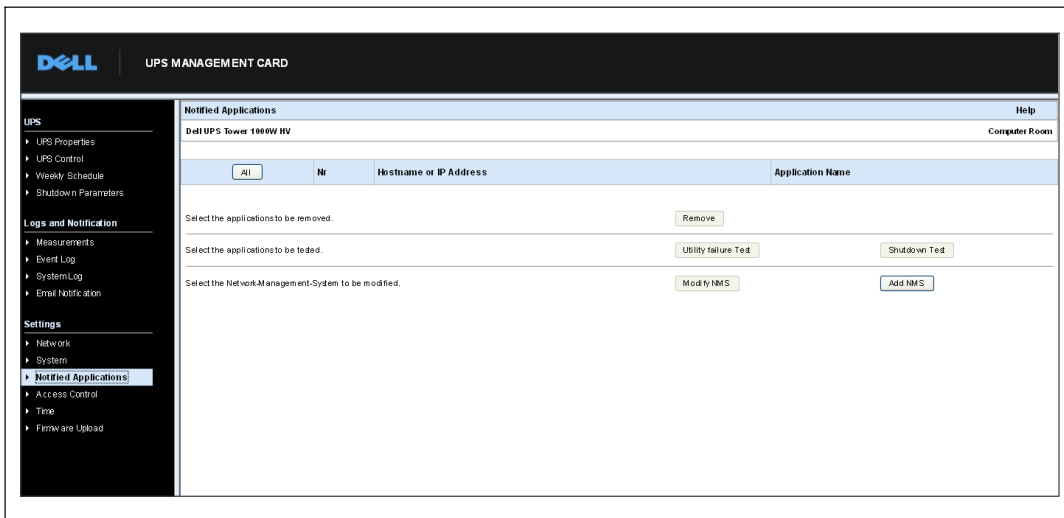 DELL
UPS MANAGEMENT CARD
UPS
UPS Properties
UPS Control
Weekly Schedule
Shutdown Parameters
Logs and Notification
Measurements
Event Log
System Log
Email Notification
Settings
Network
System
Notified Applications
Access Control
Time
Firmware Upload
Notified Applications Help
Dell UPS Tower 1000W HV Computer Room
All Nr Hostname or IP Address Application Name
Select the applications to be removed. Remove
Select the applications to be tested. Utility failure Test Shutdown Test
Select the Network-Management-System to be modified. Modify NMS Add NMS